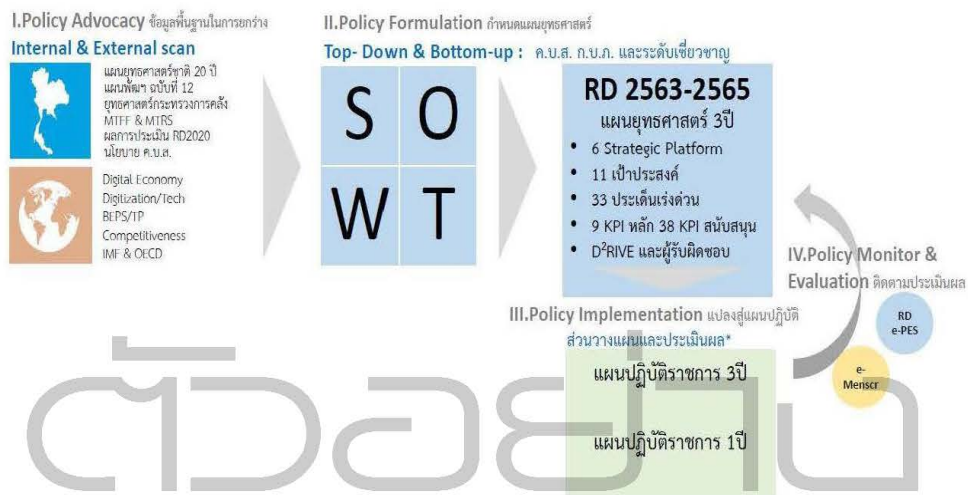 I.Policy Advocacy ข้อมูลพื้นฐานในการยกร่าง
Internal & External scan
แผนยุทธศาสตร์ชาติ 20 ปี
แผนพัฒฯ ฉบับที่ 12
ยุทธศาสตร์กระทรวงการคลัง
MTFF & MTRS
ผลการประเมิน RD2020
นโยบาย ค.บ.ส.
Digital Economy
Digitization/Tech
BEPS/TP
Competitiveness
IMF & OECD
II.Policy Formulation กำหนดแผนยุทธศาสตร์
Top- Down & Bottom-up : ค.บ.ส. ก.บ.ภ. และระดับเชี่ยวชาญ
S O
W T
RD 2563-2565
แผนยุทธศาสตร์ 3ปี
• 6 Strategic Platform
• 11 เป้าประสงค์
• 33 ประเด็นเร่งด่วน
• 9 KPI หลัก 38 KPI สนับสนุน
• D²RIVE และผู้รับผิดชอบ
III.Policy Implementation แปลงสู่แผนปฏิบัติ
ส่วนวางแผนและประเมินผล*
แผนปฏิบัติราชการ 3ปี
แผนปฏิบัติราชการ 1ปี
IV.Policy Monitor &
Evaluation ติดตามประเมินผล
RD
e-PES
e-
Menscr
ตัวอย่าง